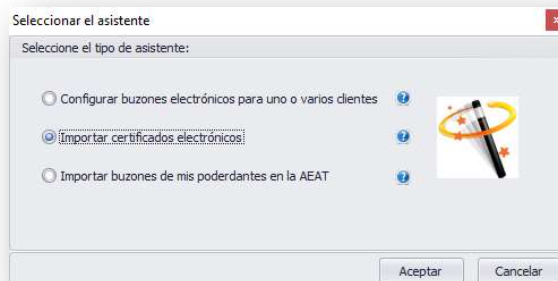 Seleccionar el asistente
Seleccione el tipo de asistente:
Configurar buzones electrónicos para uno o varios clientes
Importar certificados electrónicos
Importar buzones de mis poderdantes en la AEAT
Aceptar
Cancelar